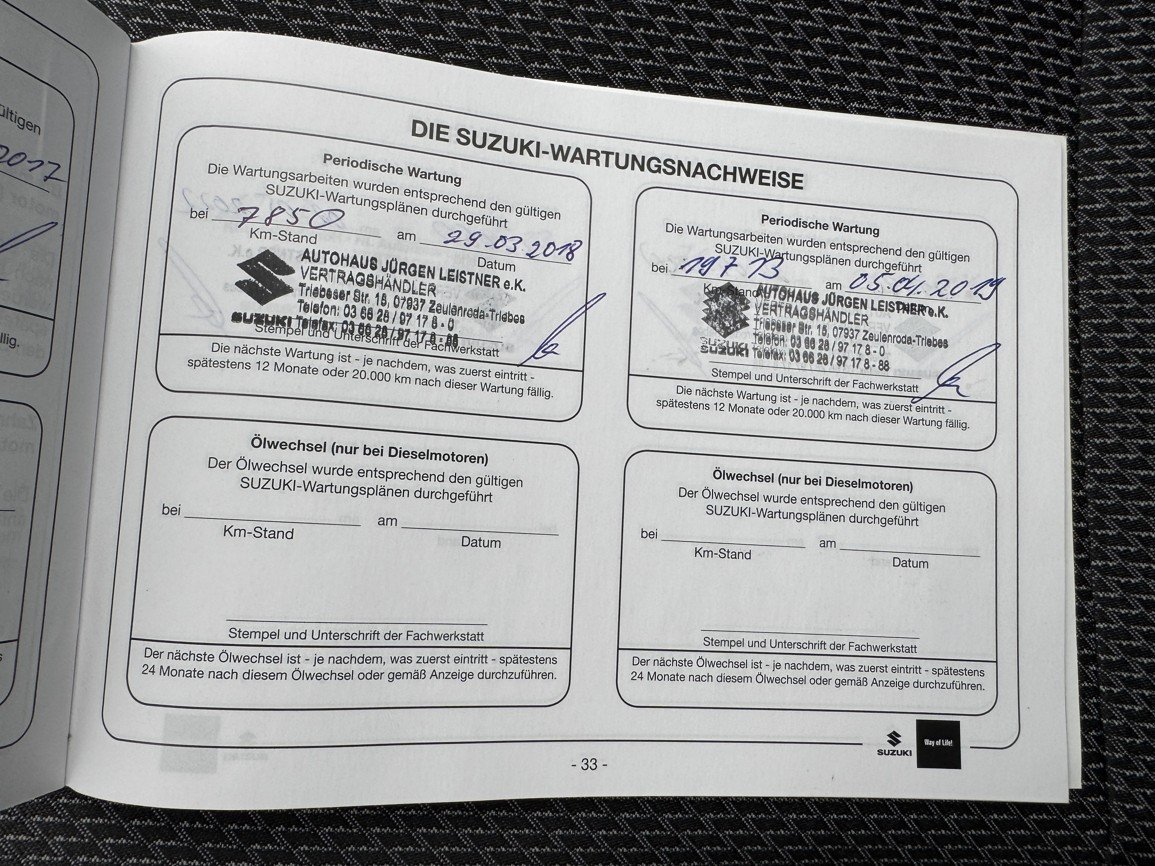 ültigen
2017
llig.
DIE SUZUKI-WARTUNGSNACHWEISE
Periodische Wartung
Die Wartungsarbeiten wurden entsprechend den gültigen
SUZUKI-Wartungsplänen durchgeführt
bei 7850 am 29.03.2018
Km-Stand Datum
AUTOHAUS JÜRGEN LEISTNER e.K.
VERTRAGSHÄNDLER
Triebeser Str. 15, 07937 Zeulenroda-Triebes
Telefon: 03 66 28 / 97 17 8 - 0
SUZUKI Telefax: 03 66 28 / 97 17 8 - 88
Stempel und Unterschrift der Fachwerkstatt
Die nächste Wartung ist - je nachdem, was zuerst eintritt -
spätestens 12 Monate oder 20.000 km nach dieser Wartung fällig.
Periodische Wartung
Die Wartungsarbeiten wurden entsprechend den gültigen
SUZUKI-Wartungsplänen durchgeführt
bei 19713 am 05.04.2019
Km-Stand
AUTOHAUS JÜRGEN LEISTNER e.K.
VERTRAGSHÄNDLER
Triebeser Str. 15, 07937 Zeulenroda-Triebes
Telefon: 03 66 28 / 97 17 8 - 0
SUZUKI Telefax: 03 66 28 / 97 17 8 - 88
Stempel und Unterschrift der Fachwerkstatt
Die nächste Wartung ist - je nachdem, was zuerst eintritt -
spätestens 12 Monate oder 20.000 km nach dieser Wartung fällig.
Ölwechsel (nur bei Dieselmotoren)
Der Ölwechsel wurde entsprechend den gültigen
SUZUKI-Wartungsplänen durchgeführt
bei am
Km-Stand Datum
Stempel und Unterschrift der Fachwerkstatt
Der nächste Ölwechsel ist - je nachdem, was zuerst eintritt - spätestens
24 Monate nach diesem Ölwechsel oder gemäß Anzeige durchzuführen.
Ölwechsel (nur bei Dieselmotoren)
Der Ölwechsel wurde entsprechend den gültigen
SUZUKI-Wartungsplänen durchgeführt
bei am
Km-Stand Datum
Stempel und Unterschrift der Fachwerkstatt
Der nächste Ölwechsel ist - je nachdem, was zuerst eintritt - spätestens
24 Monate nach diesem Ölwechsel oder gemäß Anzeige durchzuführen.
SUZUKI
Way of Life!
- 33 -